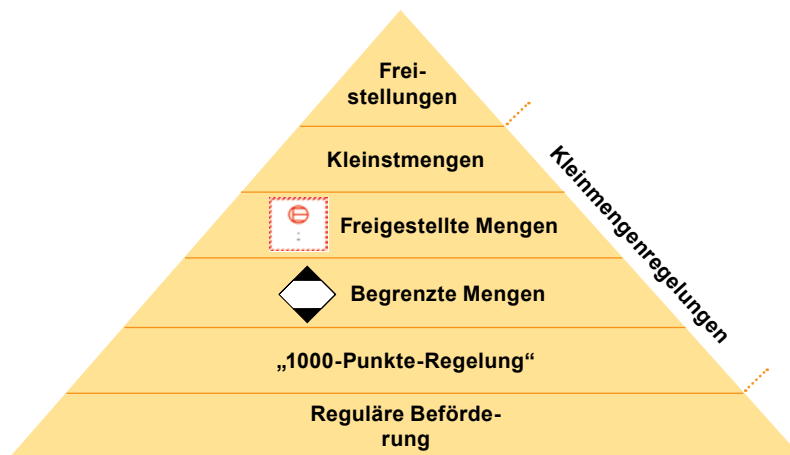 Frei-
stellungen
Kleinstmengen
Freigestellte Mengen
Begrenzte Mengen
„1000-Punkte-Regelung“
Reguläre Beförde-
rung
Kleinmengenregelungen